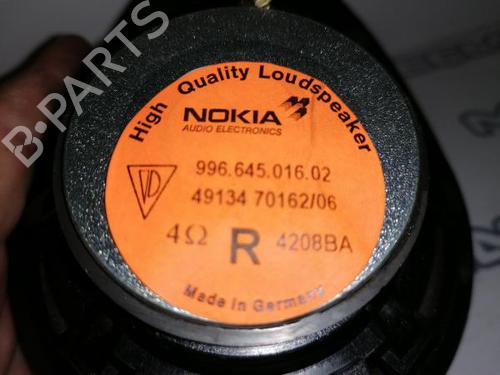 High Quality Loudspeaker
NOKIA
AUDIO ELECTRONICS
VD
996.645.016.02
49134 70162/06
4Ω R 4208BA
Made in Germany
B-PARTS